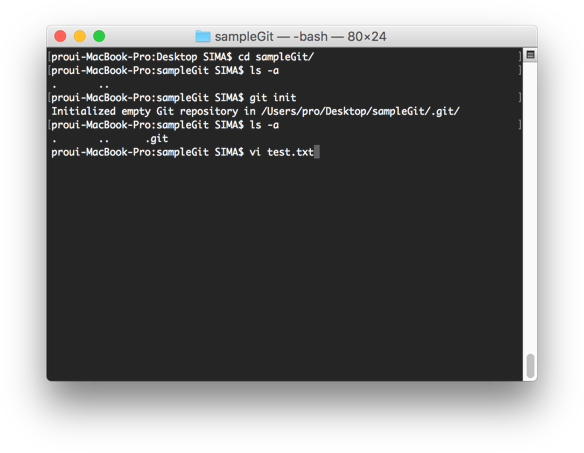 sampleGit — -bash — 80×24
[proui-MacBook-Pro:Desktop SIMA$ cd sampleGit/ ]
[proui-MacBook-Pro:sampleGit SIMA$ ls -a ]
. ..
[proui-MacBook-Pro:sampleGit SIMA$ git init ]
Initialized empty Git repository in /Users/pro/Desktop/sampleGit/.git/
[proui-MacBook-Pro:sampleGit SIMA$ ls -a ]
. .. .git
proui-MacBook-Pro:sampleGit SIMA$ vi test.txt